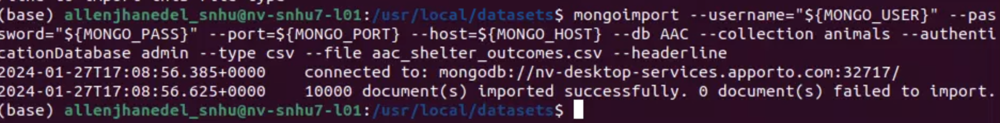 (base) allenjhanedel_snhu@nv-snhu7-l01:/usr/local/datasets$ mongoimport --username="${MONGO_USER}" --pas
sword="${MONGO_PASS}" --port=${MONGO_PORT} --host=${MONGO_HOST} --db AAC --collection animals --authenti
cationDatabase admin --type csv --file aac_shelter_outcomes.csv --headerline
2024-01-27T17:08:56.385+0000    connected to: mongodb://nv-desktop-services.apporto.com:32717/
2024-01-27T17:08:56.625+0000    10000 document(s) imported successfully. 0 document(s) failed to import.
(base) allenjhanedel_snhu@nv-snhu7-l01:/usr/local/datasets$